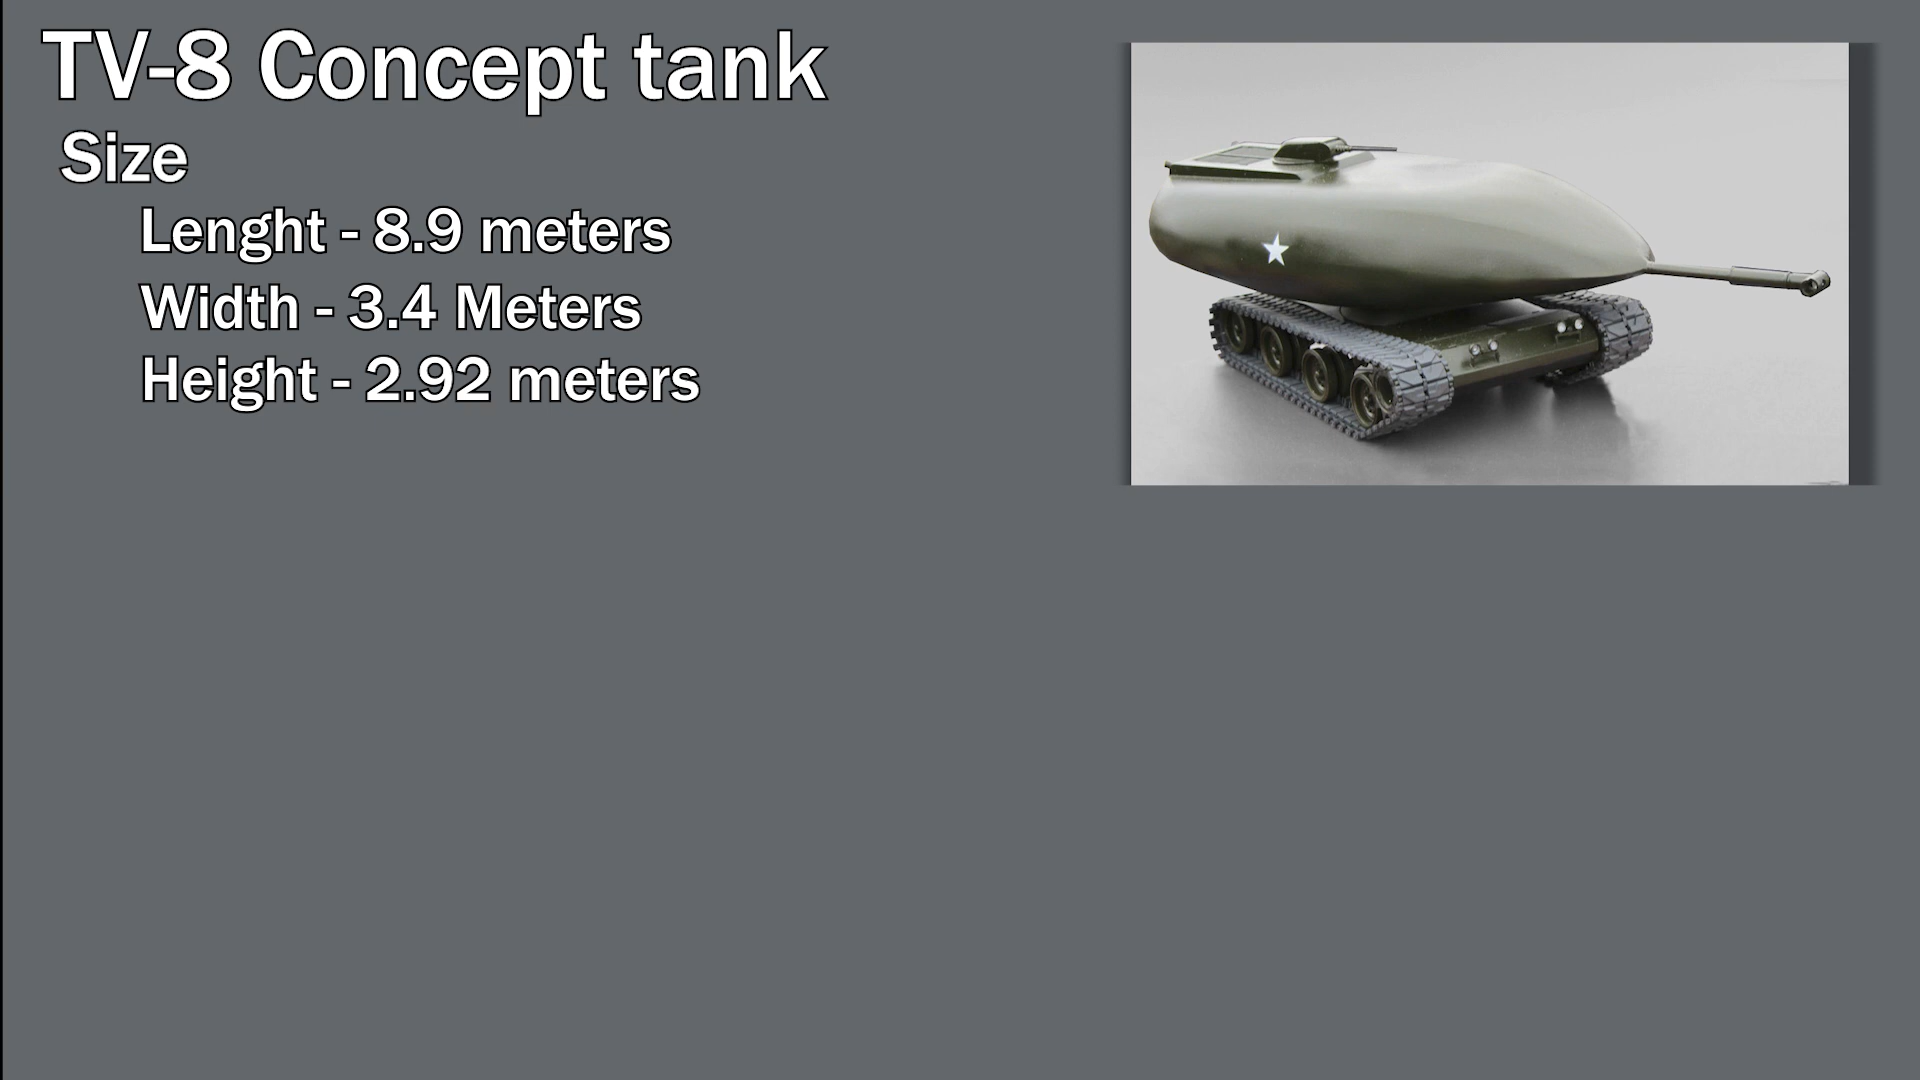 TV-8 Concept tank
Size
Lenght - 8.9 meters
Width - 3.4 Meters
Height - 2.92 meters